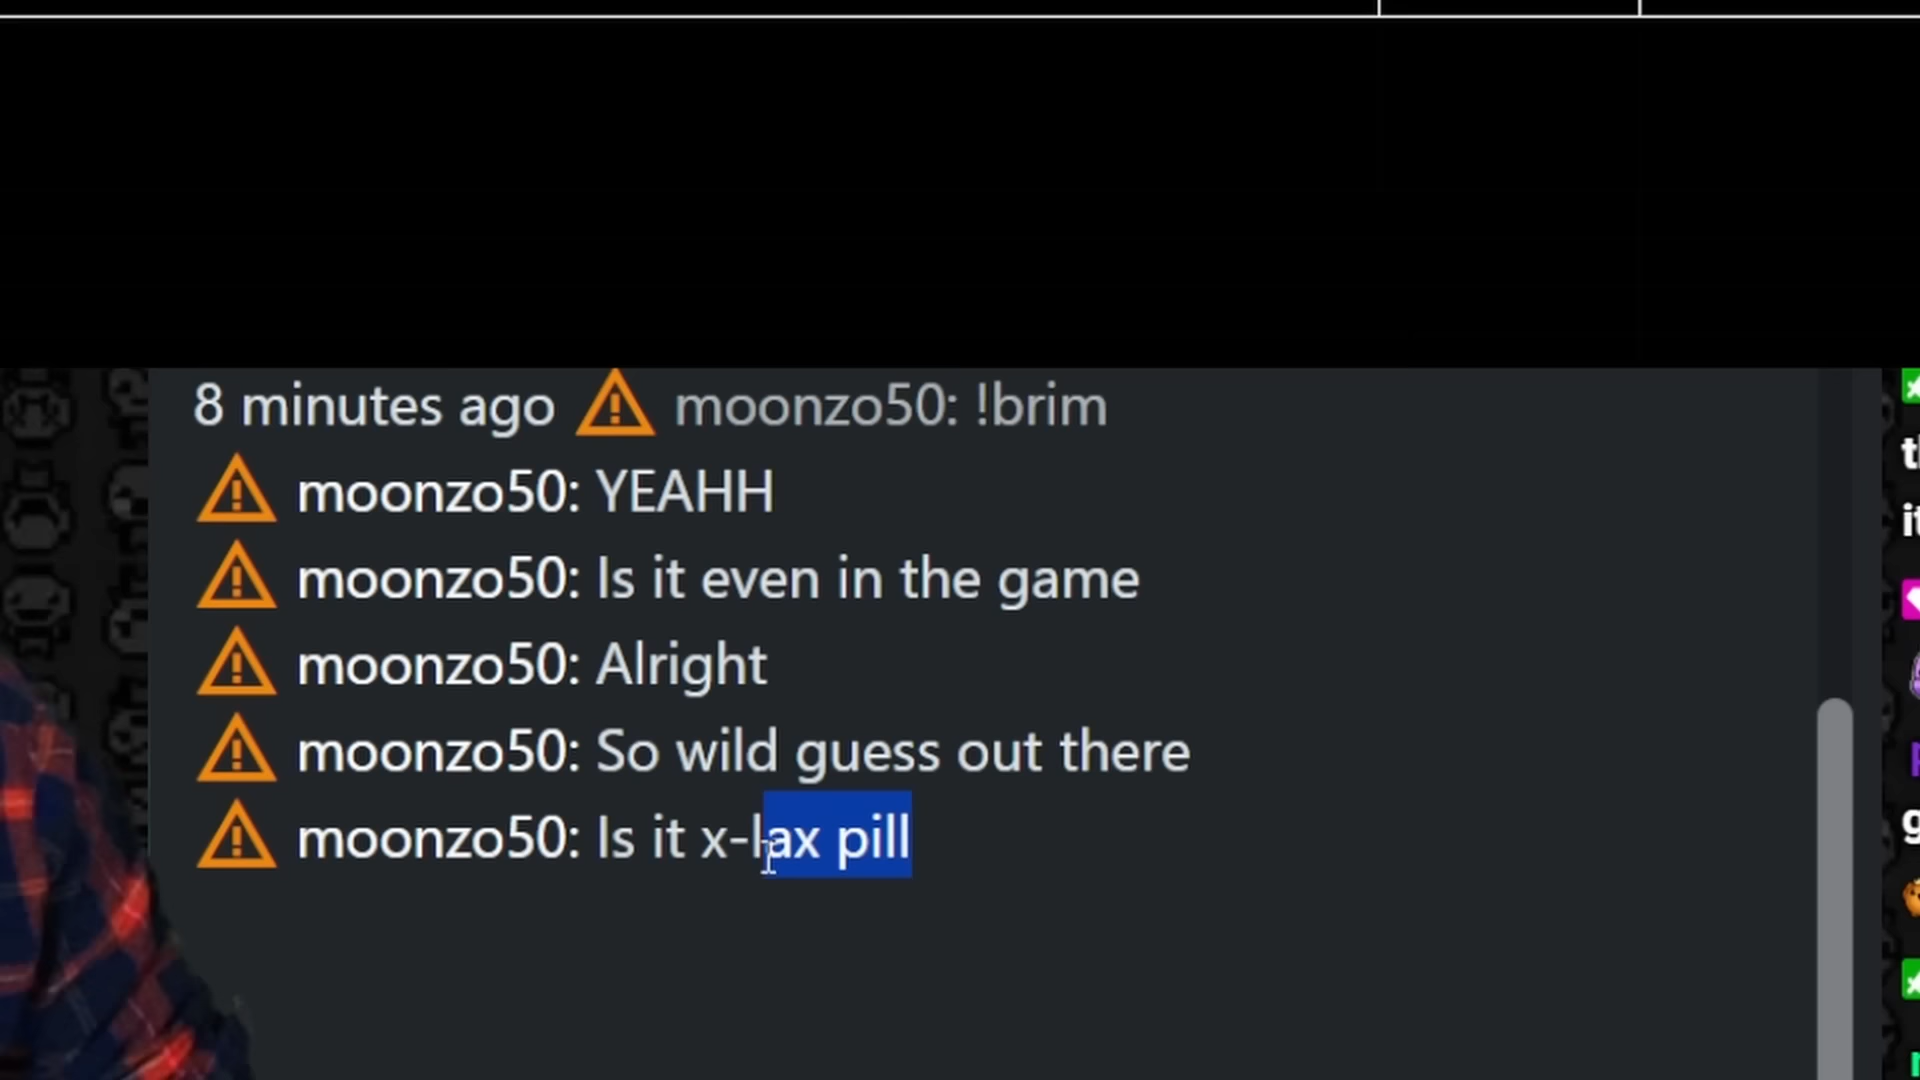 8 minutes ago moonzo50: !brim
moonzo50: YEAHH
moonzo50: Is it even in the game
moonzo50: Alright
moonzo50: So wild guess out there
moonzo50: Is it x-lax pill